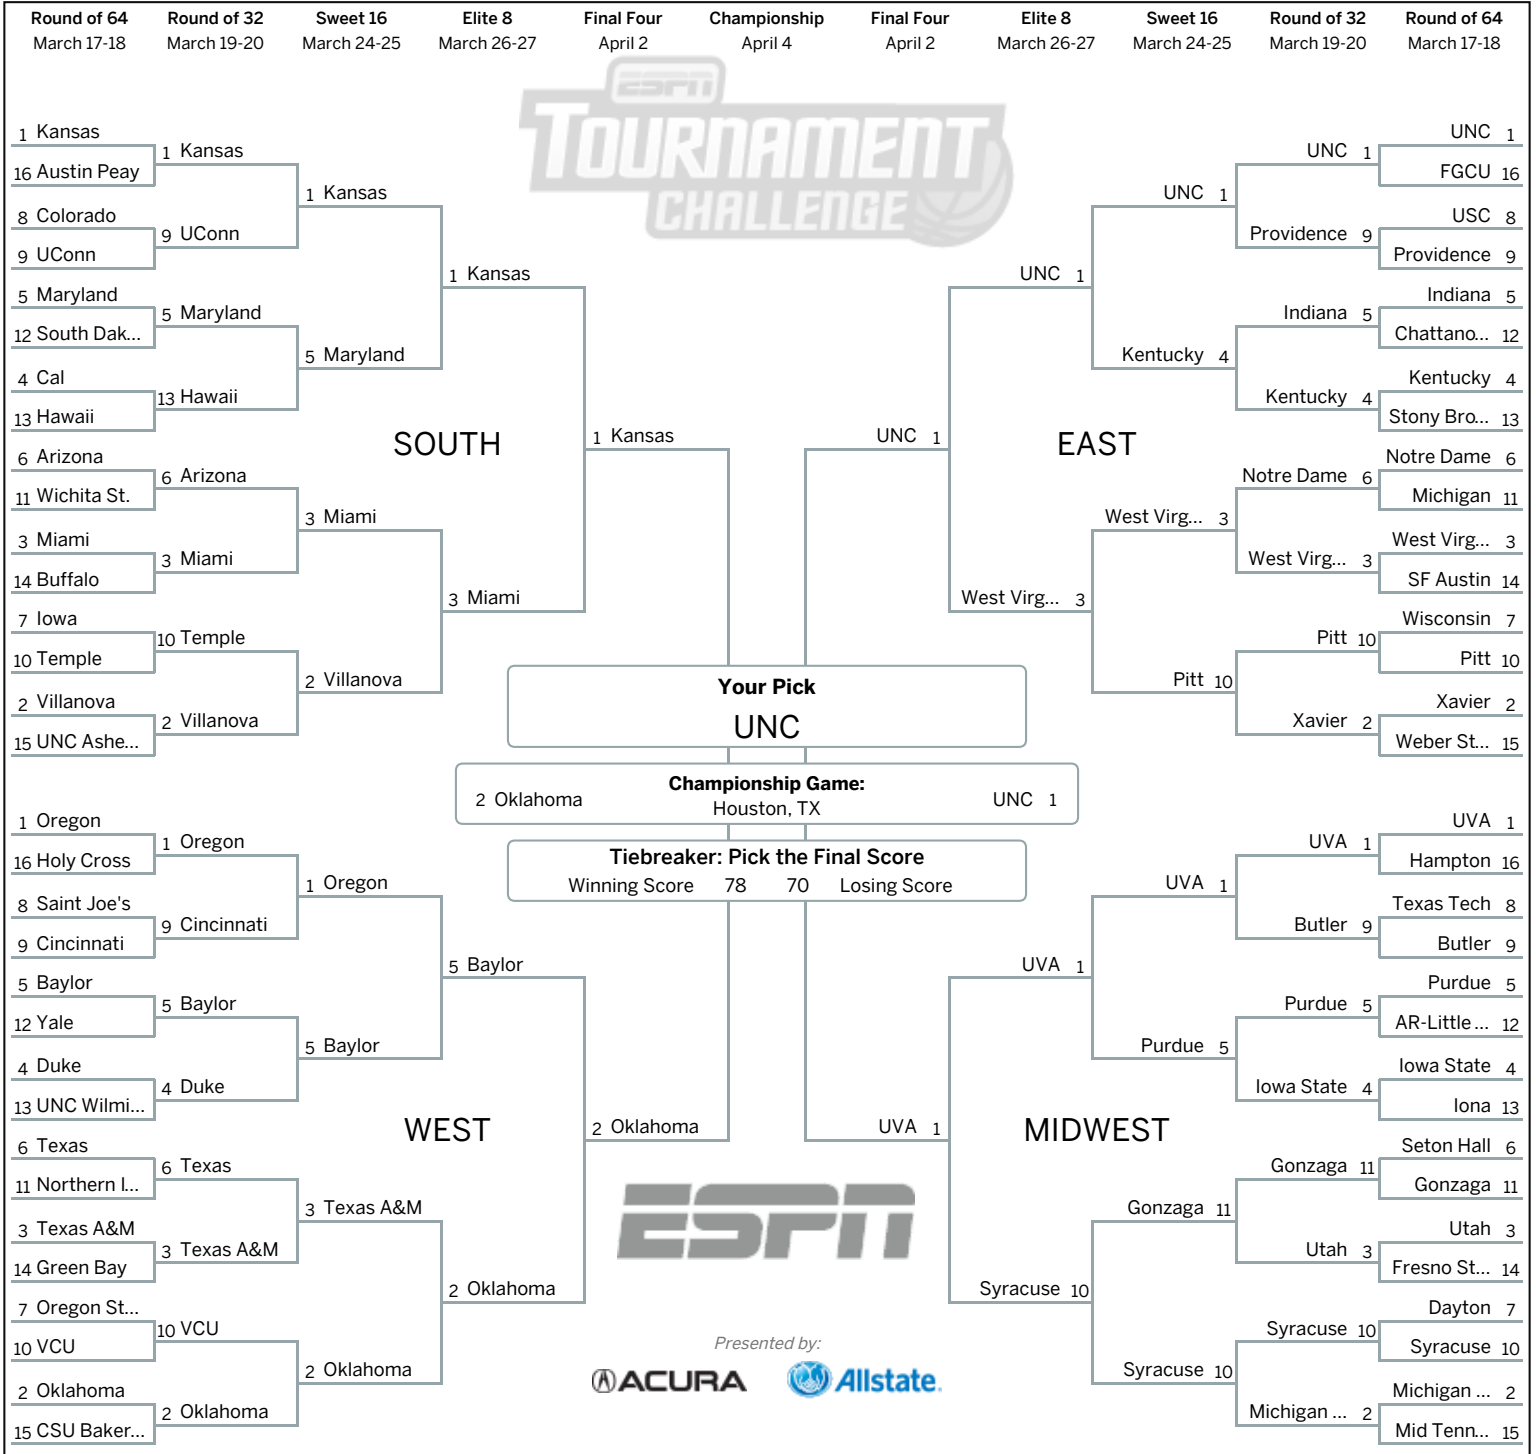 Round of 64 Round of 32 Sweet 16 Elite 8 Final Four Championship Final Four Elite 8 Sweet 16 Round of 32 Round of 64
March 17-18 March 19-20 March 24-25 March 26-27 April 2 April 4 April 2 March 26-27 March 24-25 March 19-20 March 17-18
ESPN
TOURNAMENT
CHALLENGE
1 Kansas
16 Austin Peay
8 Colorado
9 UConn
5 Maryland
12 South Dak...
4 Cal
13 Hawaii
6 Arizona
11 Wichita St.
3 Miami
14 Buffalo
7 Iowa
10 Temple
2 Villanova
15 UNC Ashe...
1 Kansas
9 UConn
5 Maryland
13 Hawaii
6 Arizona
3 Miami
10 Temple
2 Villanova
1 Kansas
5 Maryland
3 Miami
2 Villanova
1 Kansas
3 Miami
SOUTH
1 Kansas
UNC 1
EAST
UNC 1
West Virg... 3
UNC 1
Kentucky 4
West Virg... 3
Pitt 10
UNC 1
Providence 9
Indiana 5
Kentucky 4
Notre Dame 6
West Virg... 3
Pitt 10
Xavier 2
UNC 1
FGCU 16
USC 8
Providence 9
Indiana 5
Chattano... 12
Kentucky 4
Stony Bro... 13
Notre Dame 6
Michigan 11
West Virg... 3
SF Austin 14
Wisconsin 7
Pitt 10
Xavier 2
Weber St... 15
Your Pick
UNC
Championship Game:
2 Oklahoma Houston, TX UNC 1
Tiebreaker: Pick the Final Score
Winning Score 78 70 Losing Score
1 Oregon
16 Holy Cross
8 Saint Joe's
9 Cincinnati
5 Baylor
12 Yale
4 Duke
13 UNC Wilmi...
6 Texas
11 Northern I...
3 Texas A&M
14 Green Bay
7 Oregon St...
10 VCU
2 Oklahoma
15 CSU Baker...
1 Oregon
9 Cincinnati
5 Baylor
4 Duke
6 Texas
3 Texas A&M
10 VCU
2 Oklahoma
1 Oregon
5 Baylor
3 Texas A&M
2 Oklahoma
5 Baylor
2 Oklahoma
WEST
2 Oklahoma
UVA 1
MIDWEST
UVA 1
Syracuse 10
UVA 1
Purdue 5
Gonzaga 11
Syracuse 10
UVA 1
Butler 9
Purdue 5
Iowa State 4
Gonzaga 11
Utah 3
Syracuse 10
Michigan ... 2
UVA 1
Hampton 16
Texas Tech 8
Butler 9
Purdue 5
AR-Little ... 12
Iowa State 4
Iona 13
Seton Hall 6
Gonzaga 11
Utah 3
Fresno St... 14
Dayton 7
Syracuse 10
Michigan ... 2
Mid Tenn... 15
ESPN
Presented by:
ACURA Allstate.